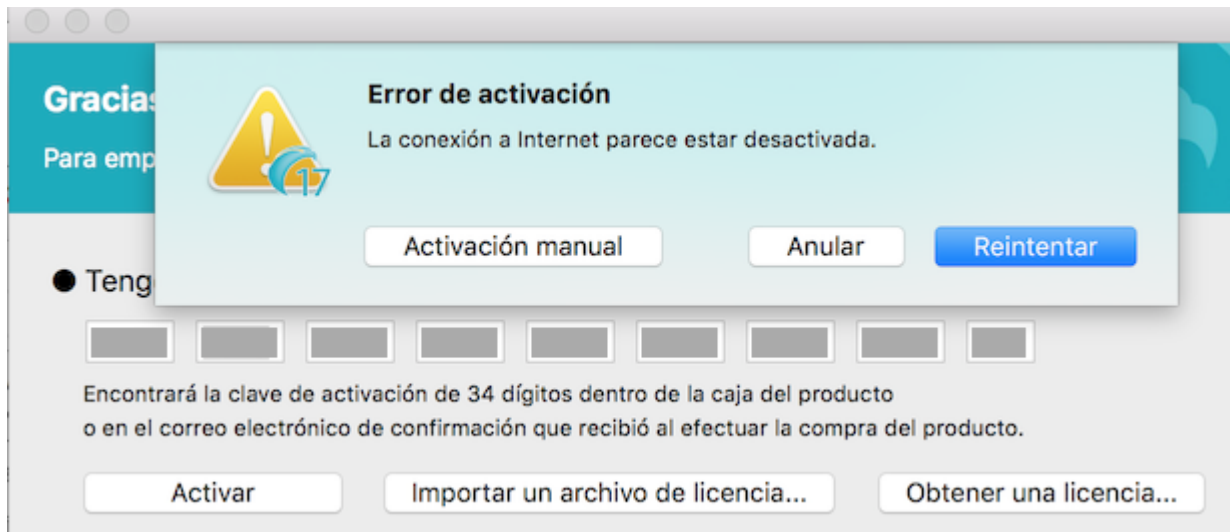 Gracias
Para emp
Error de activación
La conexión a Internet parece estar desactivada.
17
Activación manual
Anular
Reintentar
Teng
Encontrará la clave de activación de 34 dígitos dentro de la caja del producto
o en el correo electrónico de confirmación que recibió al efectuar la compra del producto.
Activar
Importar un archivo de licencia...
Obtener una licencia...